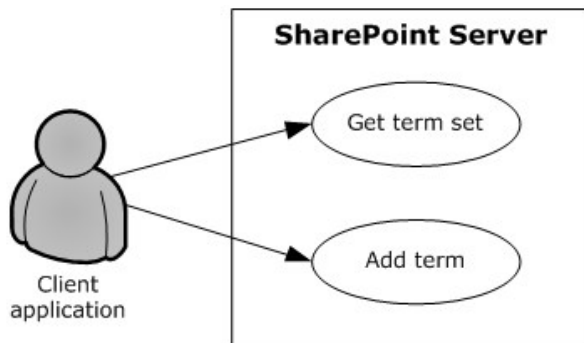 SharePoint Server
Get term set
Add term
Client
application